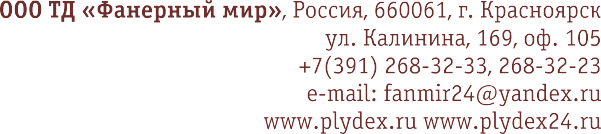 ООО ТД «Фанерный мир», Россия, 660061, г. Красноярск
ул. Калинина, 169, оф. 105
+7(391) 268-32-33, 268-32-23
e-mail: fanmir24@yandex.ru
www.plydex.ru www.plydex24.ru